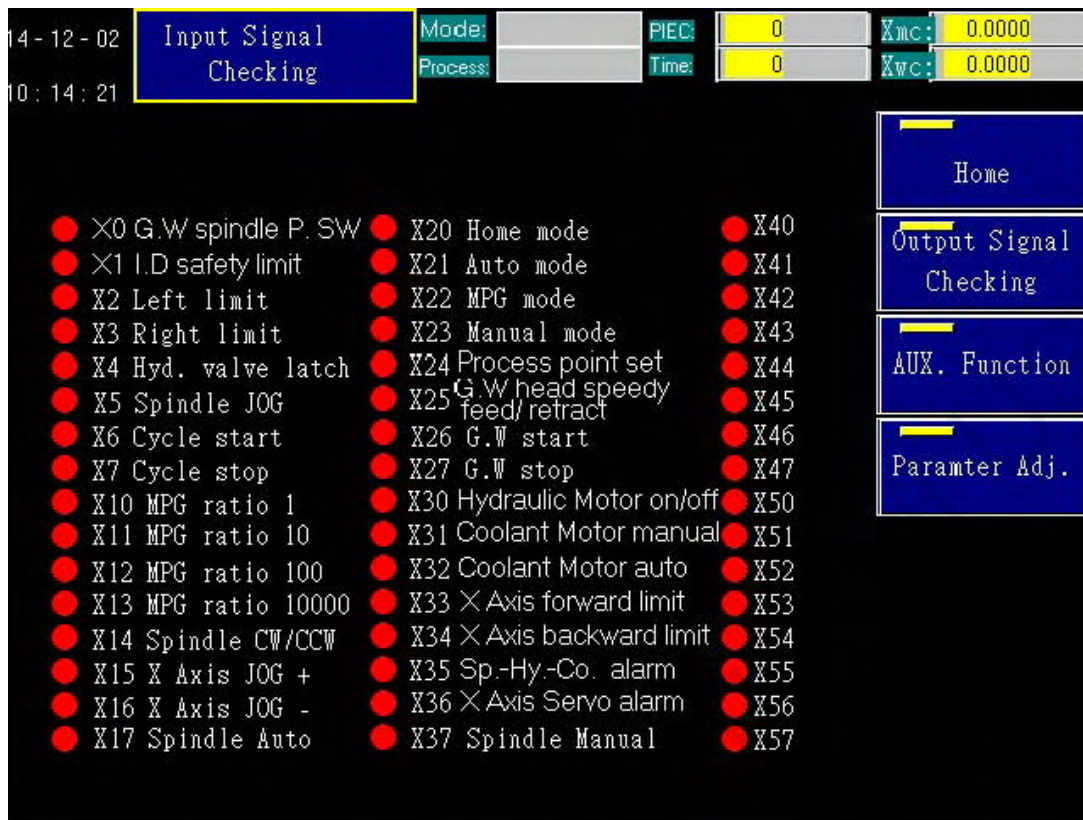 14-12-02
10:14:21
Input Signal
Checking
Mode:
Process:
PIEC:
0
Time:
0
Xmc:
0.0000
Xwc:
0.0000
X0 G.W spindle P. SW
X1 I.D safety limit
X2 Left limit
X3 Right limit
X4 Hyd. valve latch
X5 Spindle JOG
X6 Cycle start
X7 Cycle stop
X10 MPG ratio 1
X11 MPG ratio 10
X12 MPG ratio 100
X13 MPG ratio 10000
X14 Spindle CW/CCW
X15 X Axis JOG +
X16 X Axis JOG -
X17 Spindle Auto
X20 Home mode
X21 Auto mode
X22 MPG mode
X23 Manual mode
X24 Process point set
X25 G.W head speedy
feed/ retract
X26 G.W start
X27 G.W stop
X30 Hydraulic Motor on/off
X31 Coolant Motor manual
X32 Coolant Motor auto
X33 X Axis forward limit
X34 X Axis backward limit
X35 Sp.-Hy.-Co. alarm
X36 X Axis Servo alarm
X37 Spindle Manual
X40
X41
X42
X43
X44
X45
X46
X47
X50
X51
X52
X53
X54
X55
X56
X57
Home
Output Signal
Checking
AUX. Function
Paramter Adj.